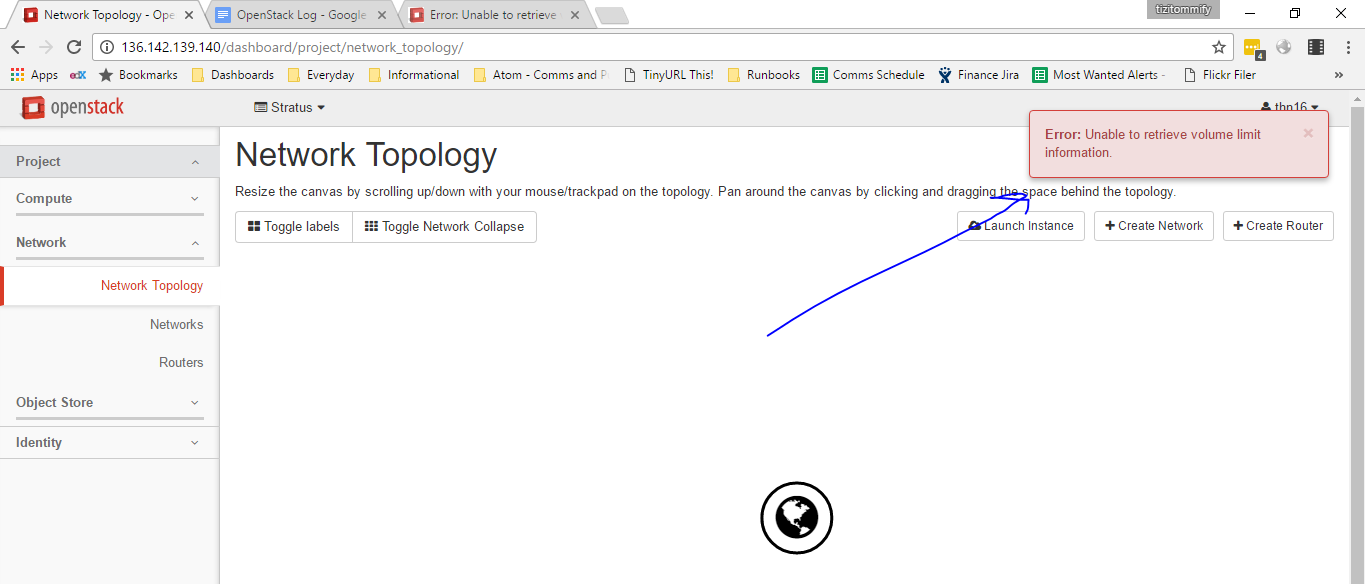 Network Topology - Ope
OpenStack Log - Google
Error: Unable to retrieve
tizitommify
136.142.139.140/dashboard/project/network_topology/
4
Apps
edX
Bookmarks
Dashboards
Everyday
Informational
Atom - Comms and P
TinyURL This!
Runbooks
Comms Schedule
Finance Jira
Most Wanted Alerts -
Flickr Filer
»
openstack
Stratus
thn16
Error: Unable to retrieve volume limit
information.
Project
Compute
Network
Network Topology
Networks
Routers
Object Store
Identity
Network Topology
Resize the canvas by scrolling up/down with your mouse/trackpad on the topology. Pan around the canvas by clicking and dragging the space behind the topology.
Toggle labels
Toggle Network Collapse
Launch Instance
Create Network
Create Router